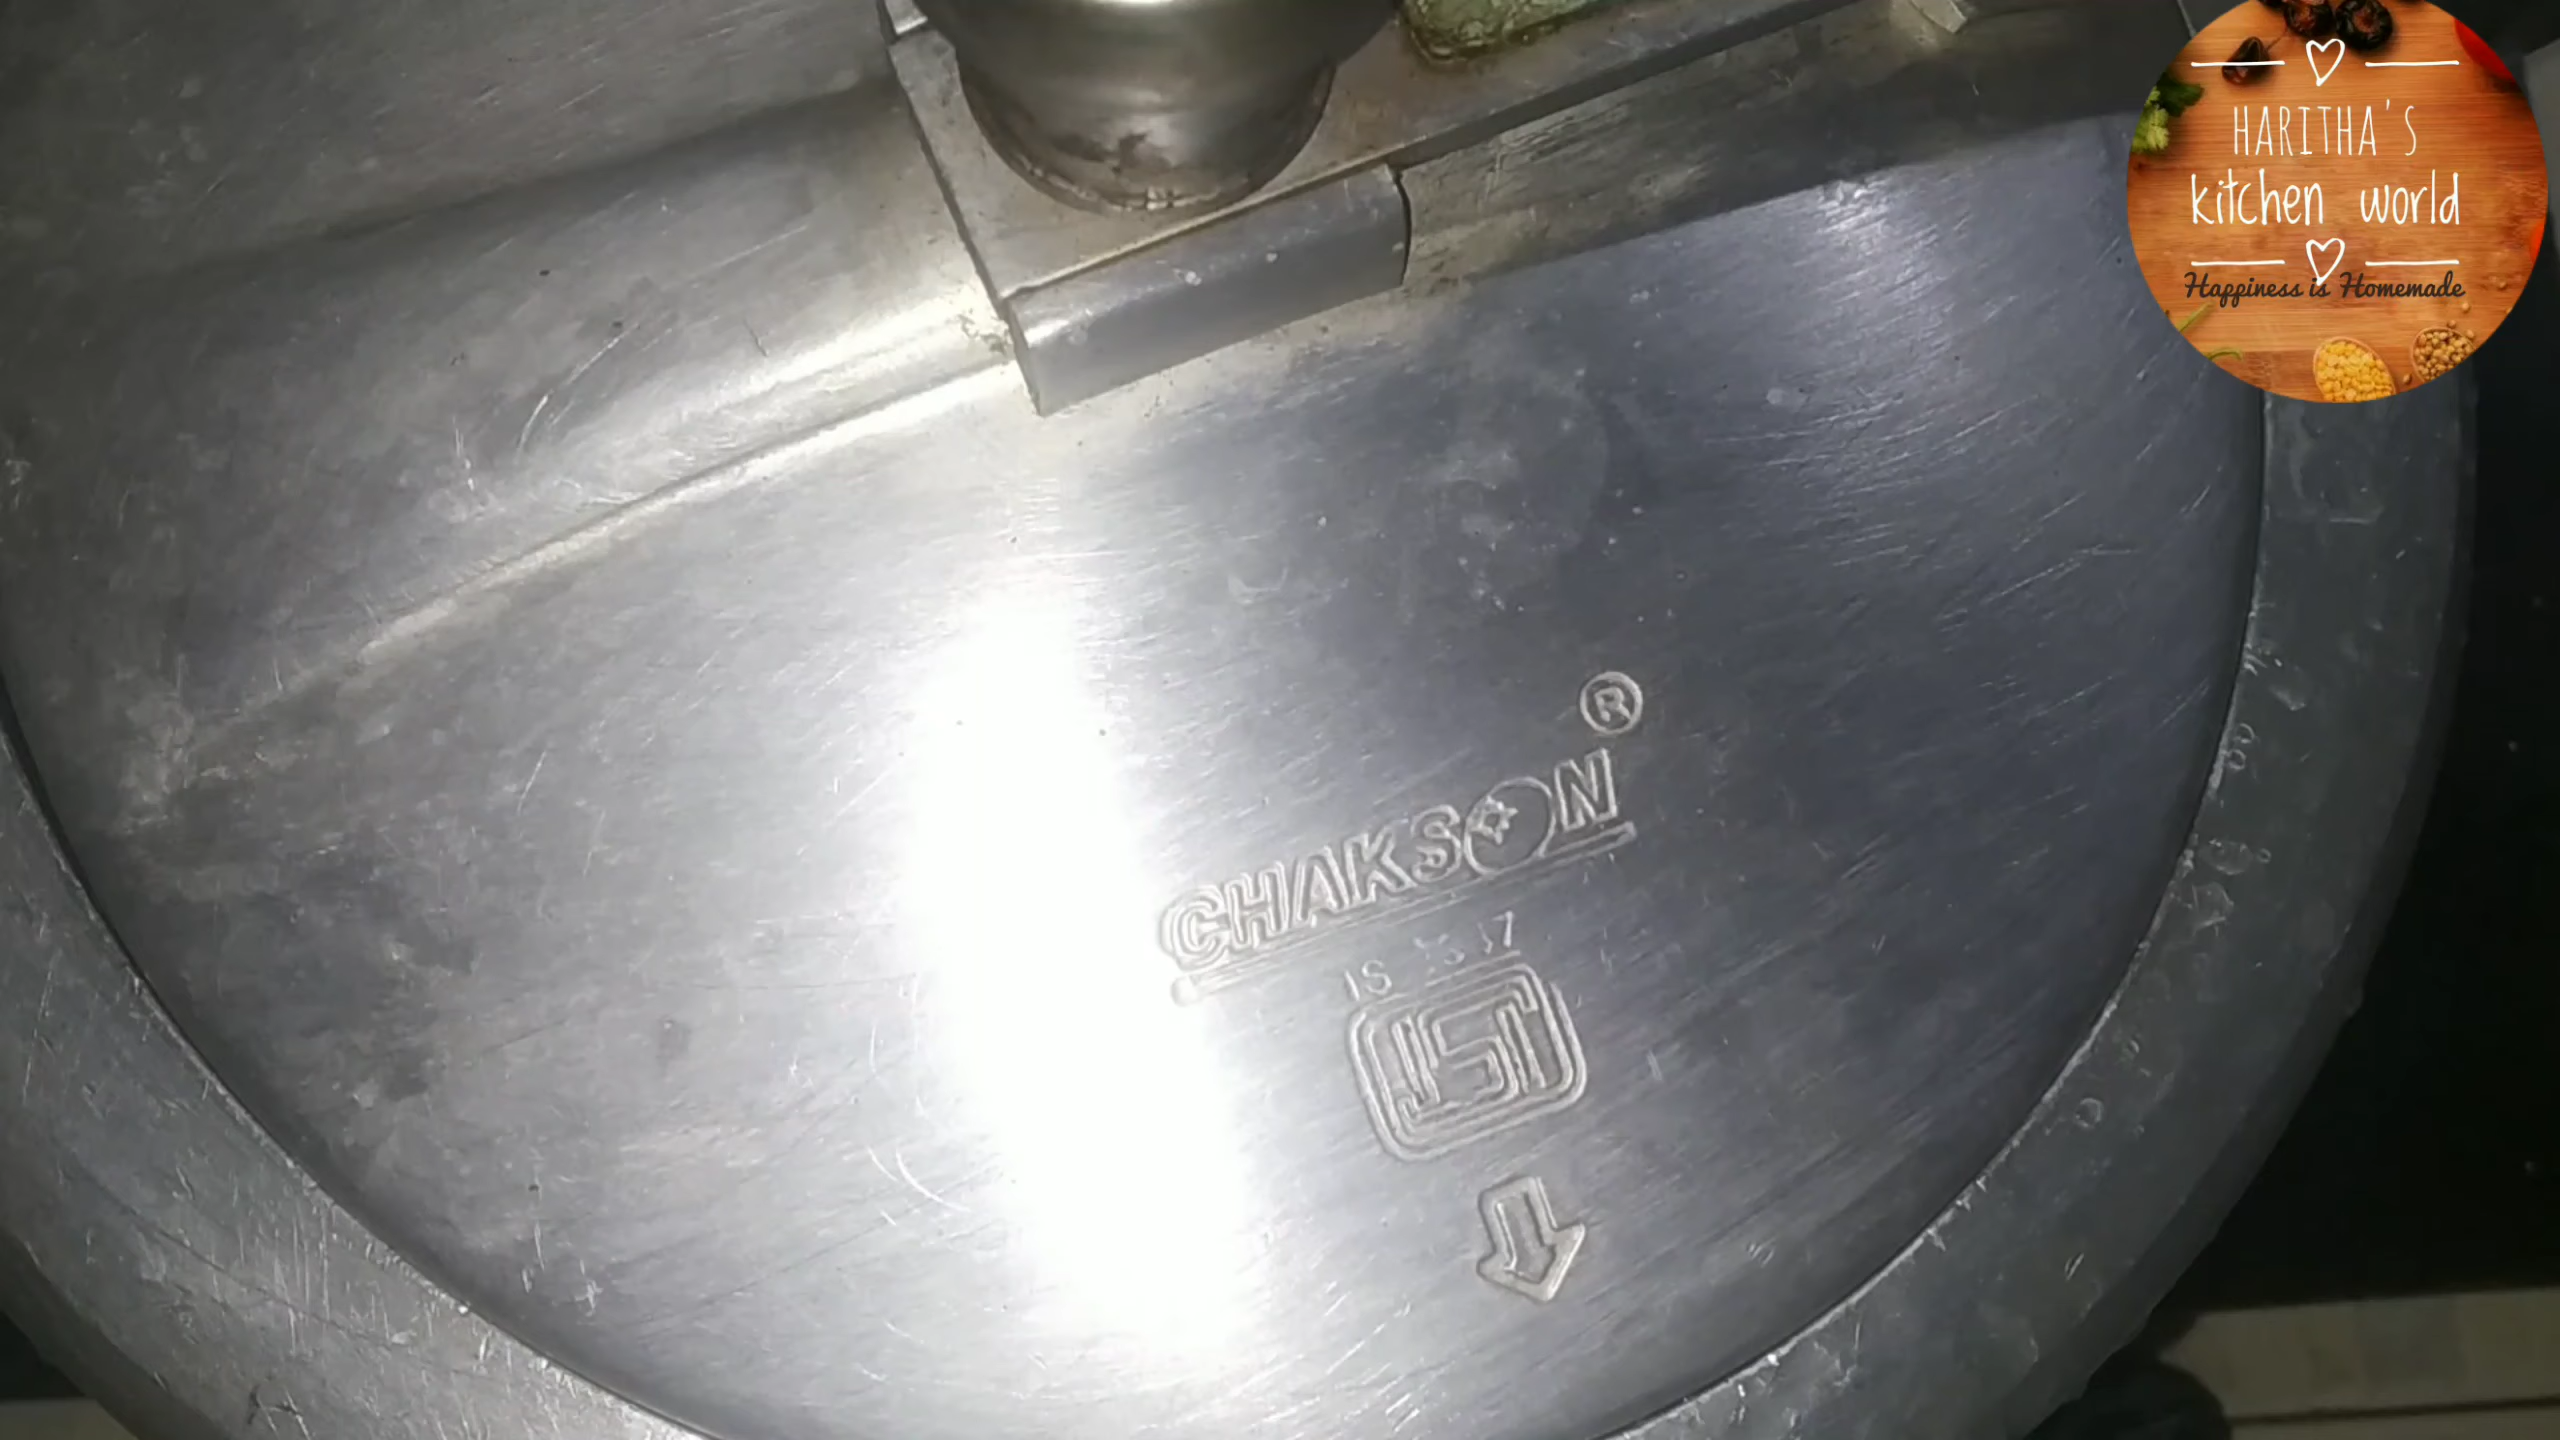 HARITHA'S
kitchen world
Happiness is Homemade
CHAKSON ®
IS
ISI